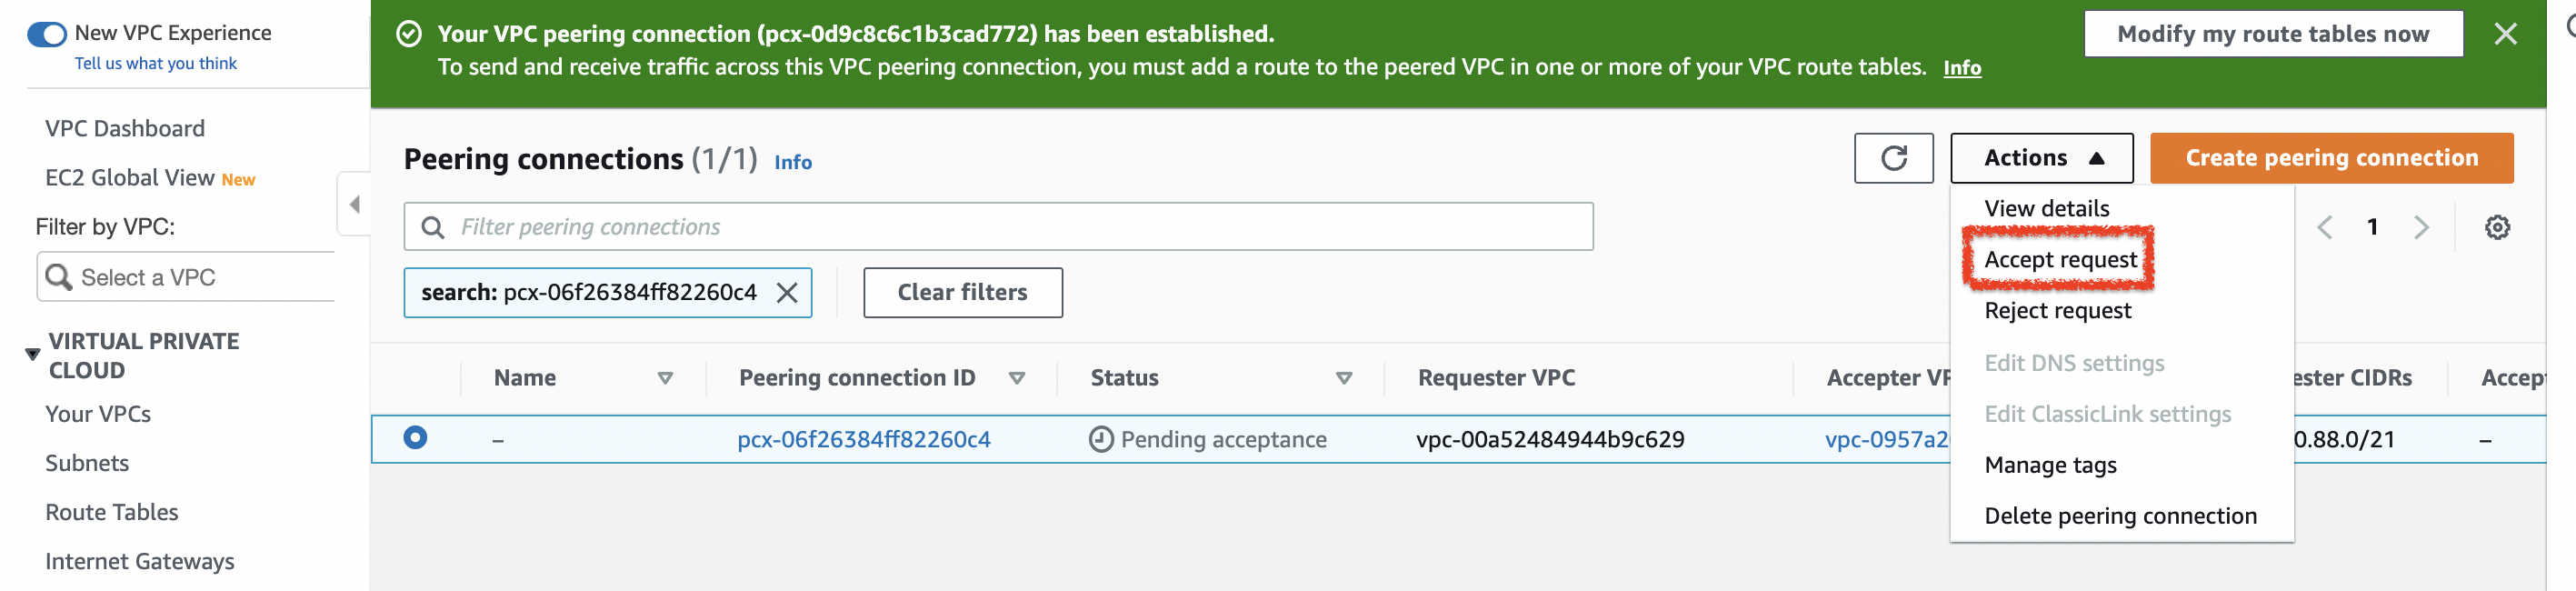 New VPC Experience
Tell us what you think
VPC Dashboard
EC2 Global View New
Filter by VPC:
Select a VPC
VIRTUAL PRIVATE
CLOUD
Your VPCs
Subnets
Route Tables
Internet Gateways
Your VPC peering connection (pcx-0d9c8c6c1b3cad772) has been established.
To send and receive traffic across this VPC peering connection, you must add a route to the peered VPC in one or more of your VPC route tables. Info
Modify my route tables now
Peering connections (1/1) Info
Actions
Create peering connection
Filter peering connections
1
search: pcx-06f26384ff82260c4
Clear filters
View details
Accept request
Reject request
Edit DNS settings
Edit ClassicLink settings
Manage tags
Delete peering connection
Name Peering connection ID Status Requester VPC Accepter VP ester CIDRs Accep
– pcx-06f26384ff82260c4 Pending acceptance vpc-00a52484944b9c629 vpc-0957a2 0.88.0/21 –